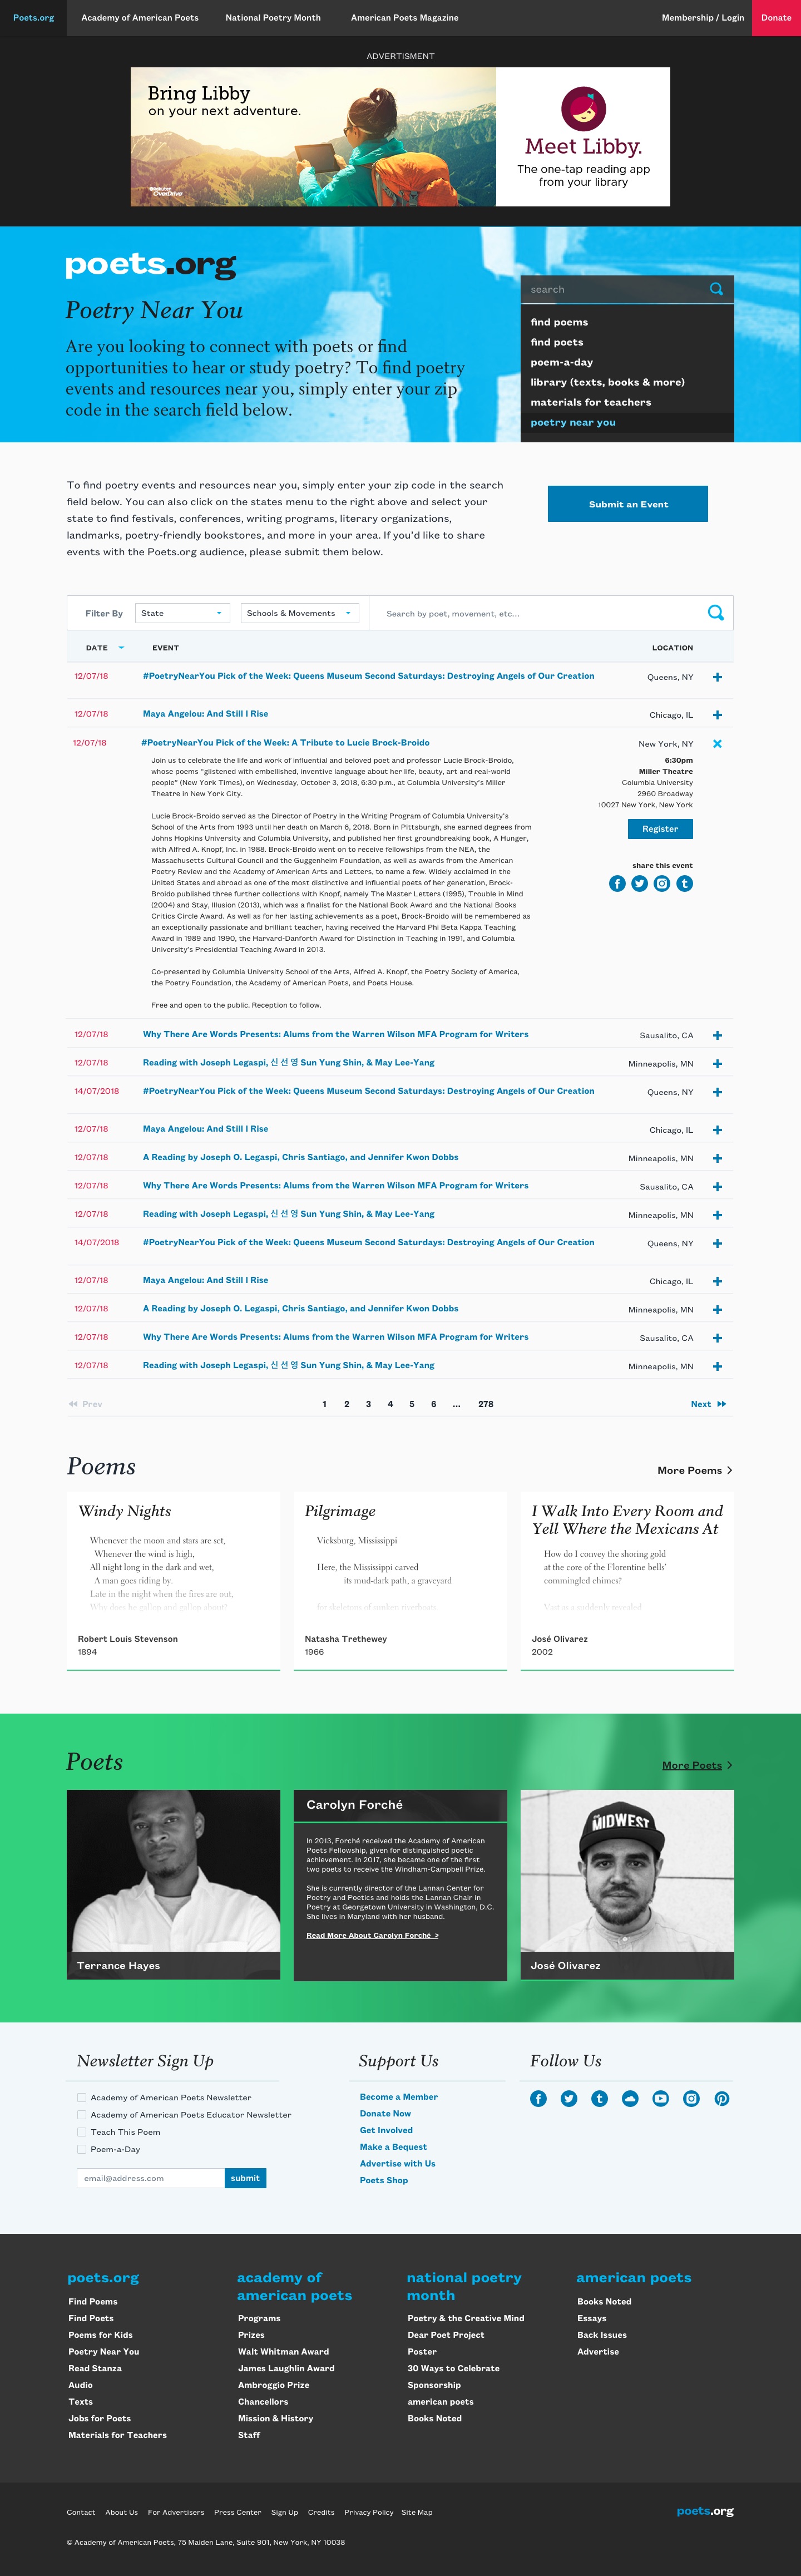 Poets.org Academy of American Poets National Poetry Month American Poets Magazine Membership / Login Donate
ADVERTISMENT
Bring Libby
on your next adventure.
OverDrive
Meet Libby.
The one-tap reading app
from your library
poets.org
Poetry Near You
Are you looking to connect with poets or find
opportunities to hear or study poetry? To find poetry
events and resources near you, simply enter your zip
code in the search field below.
search
find poems
find poets
poem-a-day
library (texts, books & more)
materials for teachers
poetry near you
To find poetry events and resources near you, simply enter your zip code in the search
field below. You can also click on the states menu to the right above and select your
state to find festivals, conferences, writing programs, literary organizations,
landmarks, poetry-friendly bookstores, and more in your area. If you'd like to share
events with the Poets.org audience, please submit them below.
Submit an Event
Filter By State Schools & Movements Search by poet, movement, etc...
DATE EVENT LOCATION
12/07/18 #PoetryNearYou Pick of the Week: Queens Museum Second Saturdays: Destroying Angels of Our Creation Queens, NY
12/07/18 Maya Angelou: And Still I Rise Chicago, IL
12/07/18 #PoetryNearYou Pick of the Week: A Tribute to Lucie Brock-Broido New York, NY
Join us to celebrate the life and work of influential and beloved poet and professor Lucie Brock-Broido,
whose poems "glistened with embellished, inventive language about her life, beauty, art and real-world
people" (New York Times), on Wednesday, October 3, 2018, 6:30 p.m., at Columbia University's Miller
Theatre in New York City.
Lucie Brock-Broido served as the Director of Poetry in the Writing Program of Columbia University's
School of the Arts from 1993 until her death on March 6, 2018. Born in Pittsburgh, she earned degrees from
Johns Hopkins University and Columbia University, and published her first groundbreaking book, A Hunger,
with Alfred A. Knopf, Inc. in 1988. Brock-Broido went on to receive fellowships from the NEA, the
Massachusetts Cultural Council and the Guggenheim Foundation, as well as awards from the American
Poetry Review and the Academy of American Arts and Letters, to name a few. Widely acclaimed in the
United States and abroad as one of the most distinctive and influential poets of her generation, Brock-
Broido published three further collections with Knopf, namely The Master Letters (1995), Trouble in Mind
(2004) and Stay, Illusion (2013), which was a finalist for the National Book Award and the National Books
Critics Circle Award. As well as for her lasting achievements as a poet, Brock-Broido will be remembered as
an exceptionally passionate and brilliant teacher, having received the Harvard Phi Beta Kappa Teaching
Award in 1989 and 1990, the Harvard-Danforth Award for Distinction in Teaching in 1991, and Columbia
University's Presidential Teaching Award in 2013.
Co-presented by Columbia University School of the Arts, Alfred A. Knopf, the Poetry Society of America,
the Poetry Foundation, the Academy of American Poets, and Poets House.
Free and open to the public. Reception to follow.
6:30pm
Miller Theatre
Columbia University
2960 Broadway
10027 New York, New York
Register
share this event
12/07/18 Why There Are Words Presents: Alums from the Warren Wilson MFA Program for Writers Sausalito, CA
12/07/18 Reading with Joseph Legaspi, 신 선 영 Sun Yung Shin, & May Lee-Yang Minneapolis, MN
14/07/2018 #PoetryNearYou Pick of the Week: Queens Museum Second Saturdays: Destroying Angels of Our Creation Queens, NY
12/07/18 Maya Angelou: And Still I Rise Chicago, IL
12/07/18 A Reading by Joseph O. Legaspi, Chris Santiago, and Jennifer Kwon Dobbs Minneapolis, MN
12/07/18 Why There Are Words Presents: Alums from the Warren Wilson MFA Program for Writers Sausalito, CA
12/07/18 Reading with Joseph Legaspi, 신 선 영 Sun Yung Shin, & May Lee-Yang Minneapolis, MN
14/07/2018 #PoetryNearYou Pick of the Week: Queens Museum Second Saturdays: Destroying Angels of Our Creation Queens, NY
12/07/18 Maya Angelou: And Still I Rise Chicago, IL
12/07/18 A Reading by Joseph O. Legaspi, Chris Santiago, and Jennifer Kwon Dobbs Minneapolis, MN
12/07/18 Why There Are Words Presents: Alums from the Warren Wilson MFA Program for Writers Sausalito, CA
12/07/18 Reading with Joseph Legaspi, 신 선 영 Sun Yung Shin, & May Lee-Yang Minneapolis, MN
Prev 1 2 3 4 5 6 ... 278 Next
Poems
More Poems
Windy Nights
Whenever the moon and stars are set,
Whenever the wind is high,
All night long in the dark and wet,
A man goes riding by.
Late in the night when the fires are out,
Why does he gallop and gallop about?
Robert Louis Stevenson
1894
Pilgrimage
Vicksburg, Mississippi
Here, the Mississippi carved
its mud-dark path, a graveyard
for skeletons of sunken riverboats.
Natasha Trethewey
1966
I Walk Into Every Room and
Yell Where the Mexicans At
How do I convey the shoring gold
at the core of the Florentine bells'
commingled chimes?
José Olivarez
2002
Poets
More Poets
Terrance Hayes
Carolyn Forché
In 2013, Forché received the Academy of American
Poets Fellowship, given for distinguished poetic
achievement. In 2017, she became one of the first
two poets to receive the Windham-Campbell Prize.
She is currently director of the Lannan Center for
Poetry and Poetics and holds the Lannan Chair in
Poetry at Georgetown University in Washington, D.C.
She lives in Maryland with her husband.
Read More About Carolyn Forché >
MIDWEST
José Olivarez
Newsletter Sign Up
Academy of American Poets Newsletter
Academy of American Poets Educator Newsletter
Teach This Poem
Poem-a-Day
email@address.com submit
Support Us
Become a Member
Donate Now
Get Involved
Make a Bequest
Advertise with Us
Poets Shop
Follow Us
poets.org
Find Poems
Find Poets
Poems for Kids
Poetry Near You
Read Stanza
Audio
Texts
Jobs for Poets
Materials for Teachers
academy of
american poets
Programs
Prizes
Walt Whitman Award
James Laughlin Award
Ambroggio Prize
Chancellors
Mission & History
Staff
national poetry
month
Poetry & the Creative Mind
Dear Poet Project
Poster
30 Ways to Celebrate
Sponsorship
american poets
Books Noted
american poets
Books Noted
Essays
Back Issues
Advertise
Contact About Us For Advertisers Press Center Sign Up Credits Privacy Policy Site Map
poets.org
© Academy of American Poets, 75 Maiden Lane, Suite 901, New York, NY 10038